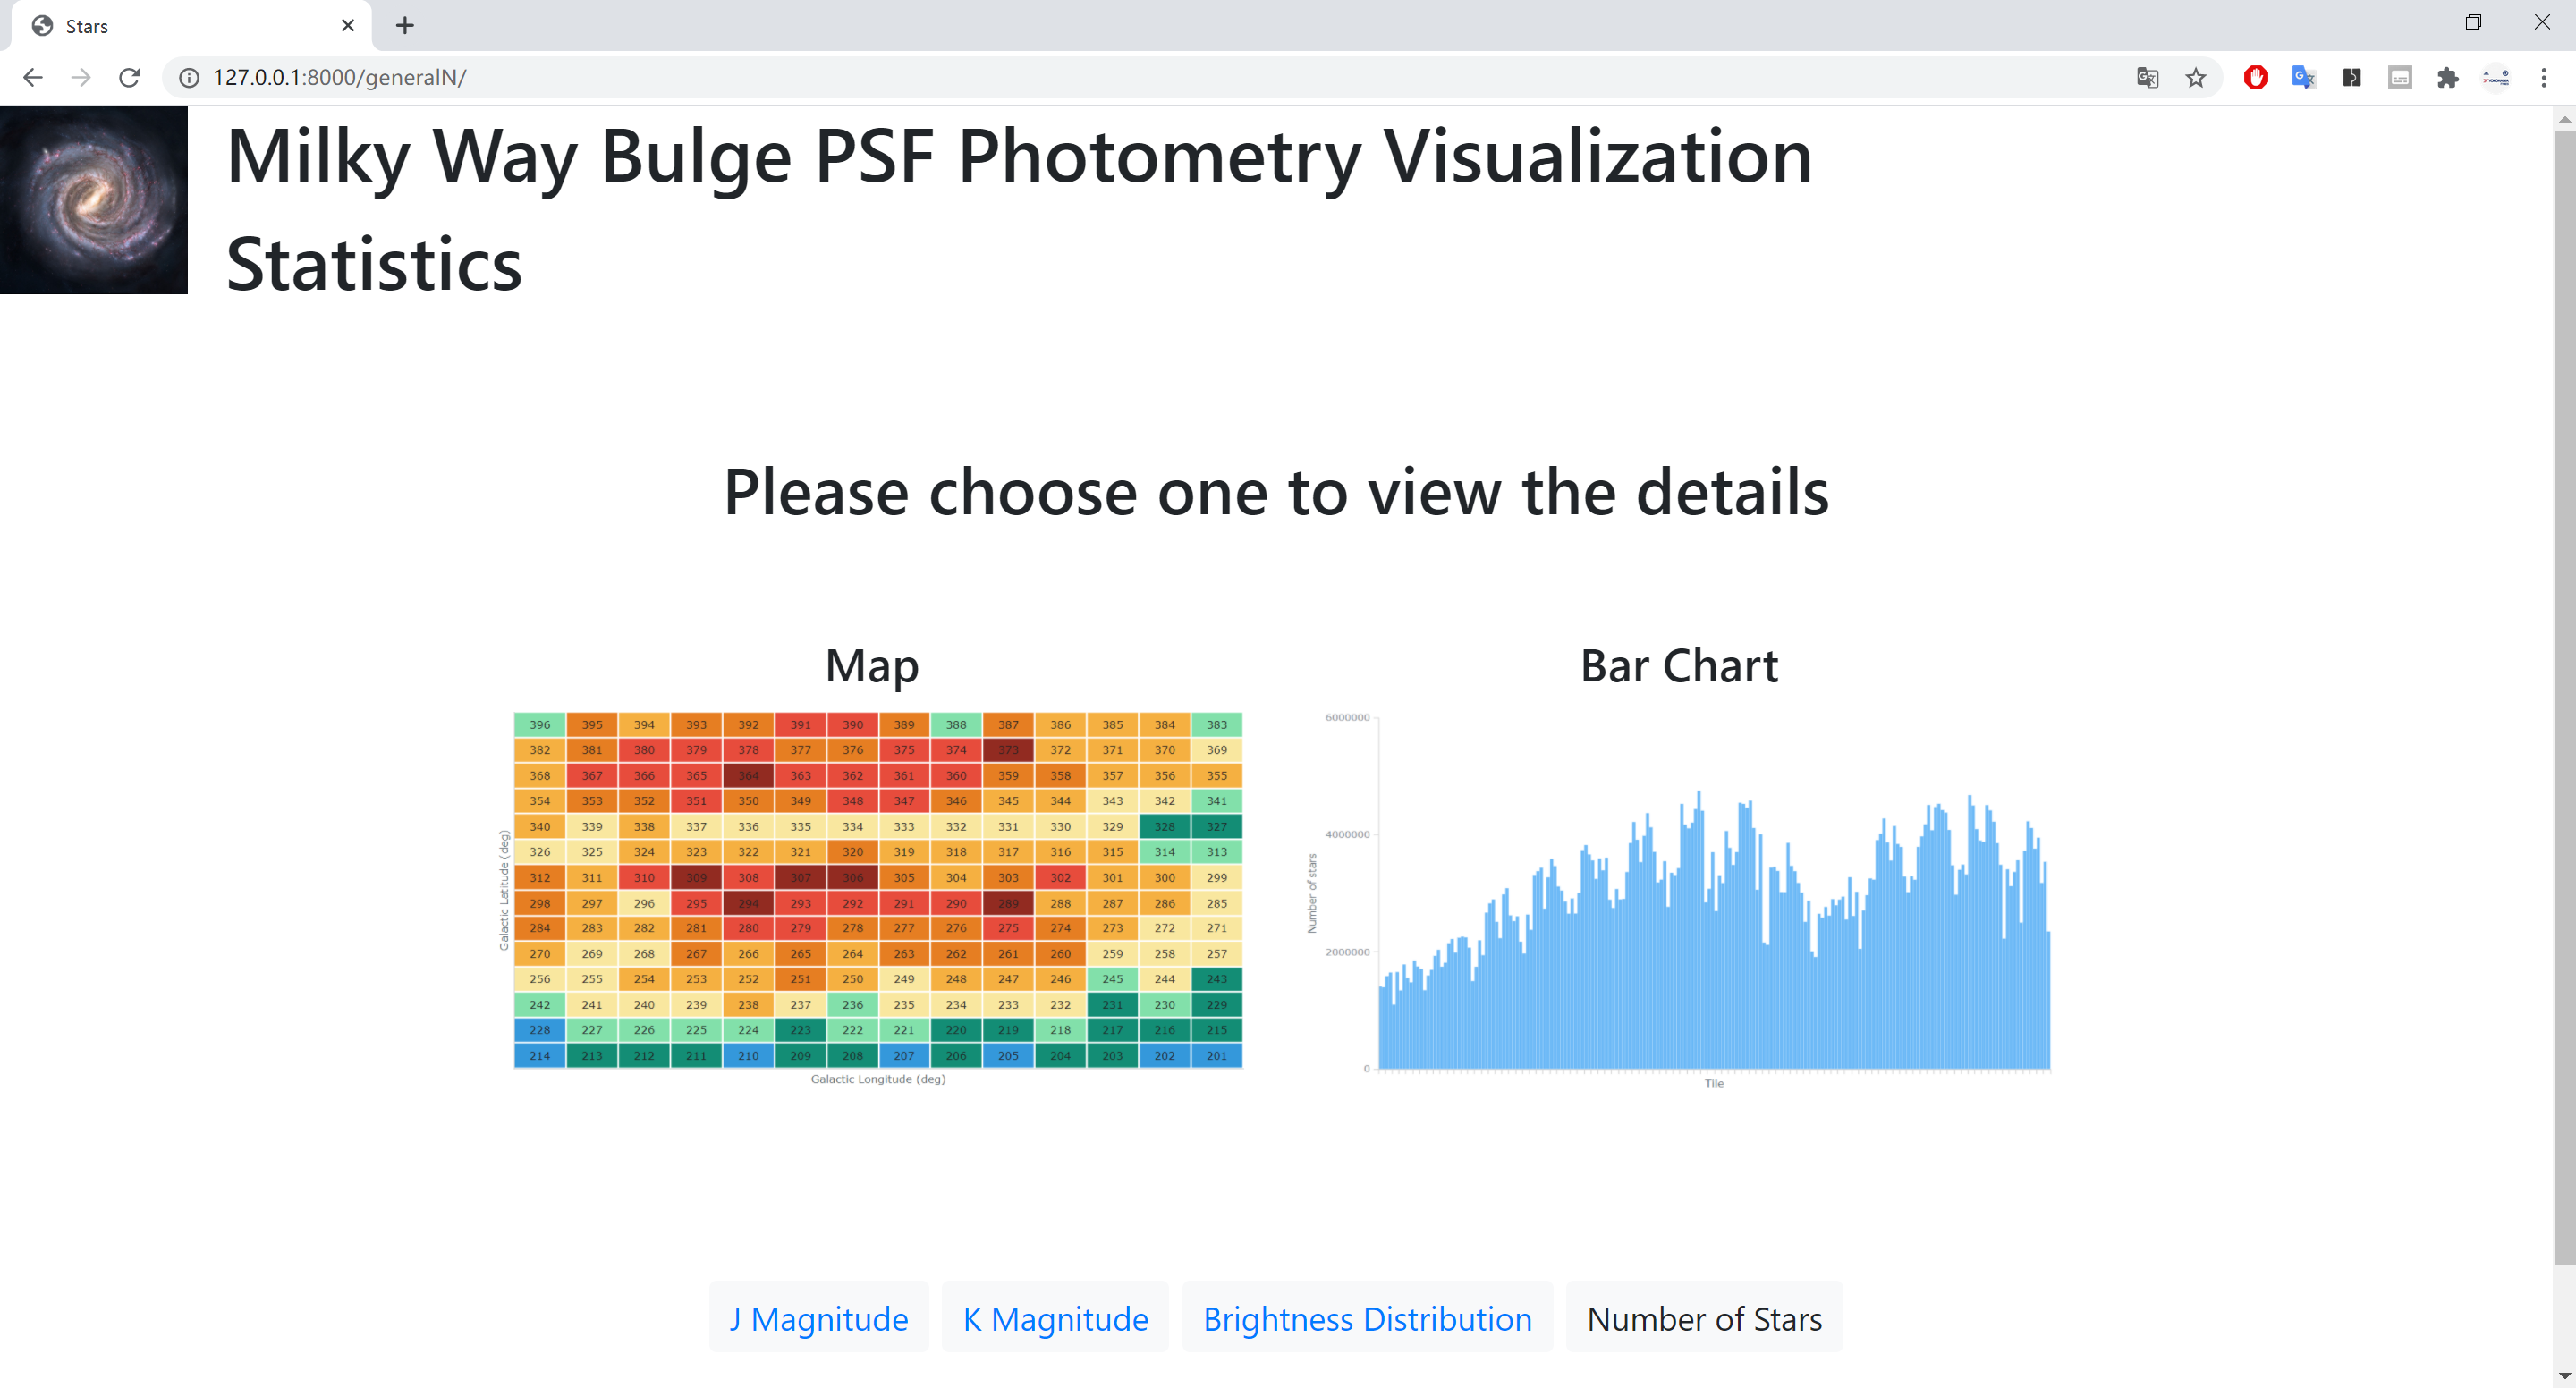 Stars
127.0.0.1:8000/generalN/
Milky Way Bulge PSF Photometry Visualization
Statistics
Please choose one to view the details
Map
Bar Chart
396 395 394 393 392 391 390 389 388 387 386 385 384 383
382 381 380 379 378 377 376 375 374 373 372 371 370 369
368 367 366 365 364 363 362 361 360 359 358 357 356 355
354 353 352 351 350 349 348 347 346 345 344 343 342 341
340 339 338 337 336 335 334 333 332 331 330 329 328 327
326 325 324 323 322 321 320 319 318 317 316 315 314 313
312 311 310 309 308 307 306 305 304 303 302 301 300 299
298 297 296 295 294 293 292 291 290 289 288 287 286 285
284 283 282 281 280 279 278 277 276 275 274 273 272 271
270 269 268 267 266 265 264 263 262 261 260 259 258 257
256 255 254 253 252 251 250 249 248 247 246 245 244 243
242 241 240 239 238 237 236 235 234 233 232 231 230 229
228 227 226 225 224 223 222 221 220 219 218 217 216 215
214 213 212 211 210 209 208 207 206 205 204 203 202 201
Galactic Latitude (deg)
Galactic Longitude (deg)
6000000
4000000
2000000
0
Number of stars
Tile
J Magnitude
K Magnitude
Brightness Distribution
Number of Stars